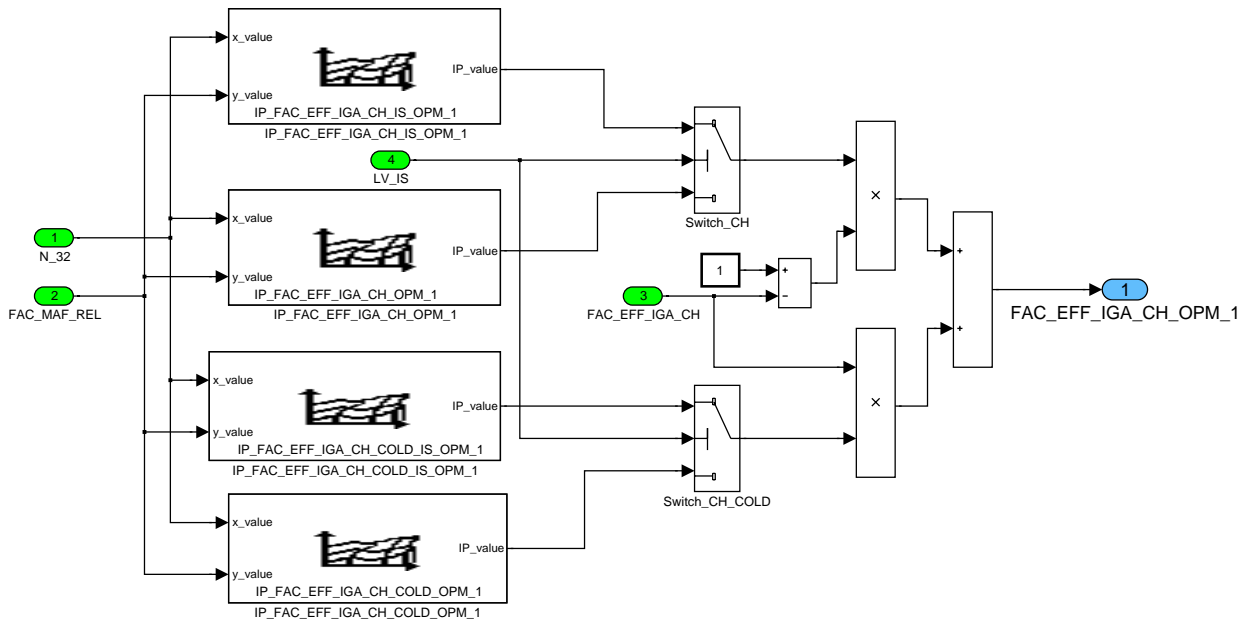 x_value
IP_value
y_value
IP_FAC_EFF_IGA_CH_IS_OPM_1
IP_FAC_EFF_IGA_CH_IS_OPM_1
4
LV_IS
x_value
IP_value
y_value
IP_FAC_EFF_IGA_CH_OPM_1
IP_FAC_EFF_IGA_CH_OPM_1
1
N_32
2
FAC_MAF_REL
Switch_CH
1
+
−
3
FAC_EFF_IGA_CH
×
+
+
1
FAC_EFF_IGA_CH_OPM_1
x_value
IP_value
y_value
IP_FAC_EFF_IGA_CH_COLD_IS_OPM_1
IP_FAC_EFF_IGA_CH_COLD_IS_OPM_1
×
Switch_CH_COLD
x_value
IP_value
y_value
IP_FAC_EFF_IGA_CH_COLD_OPM_1
IP_FAC_EFF_IGA_CH_COLD_OPM_1